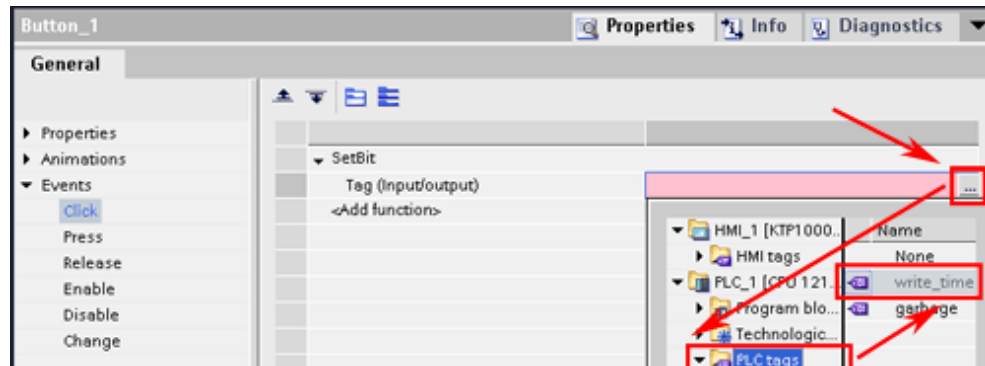 Button_1 Properties Info Diagnostics
General
Properties
Animations SetBit
Events Tag (Input/output) ...
Click <Add function>
Press HMI_1 [KTP1000.. Name
Release HMI tags None
Enable PLC_1 [CPU 121.. write_time
Disable Program blo... garbage
Change Technologic...
PLC tags